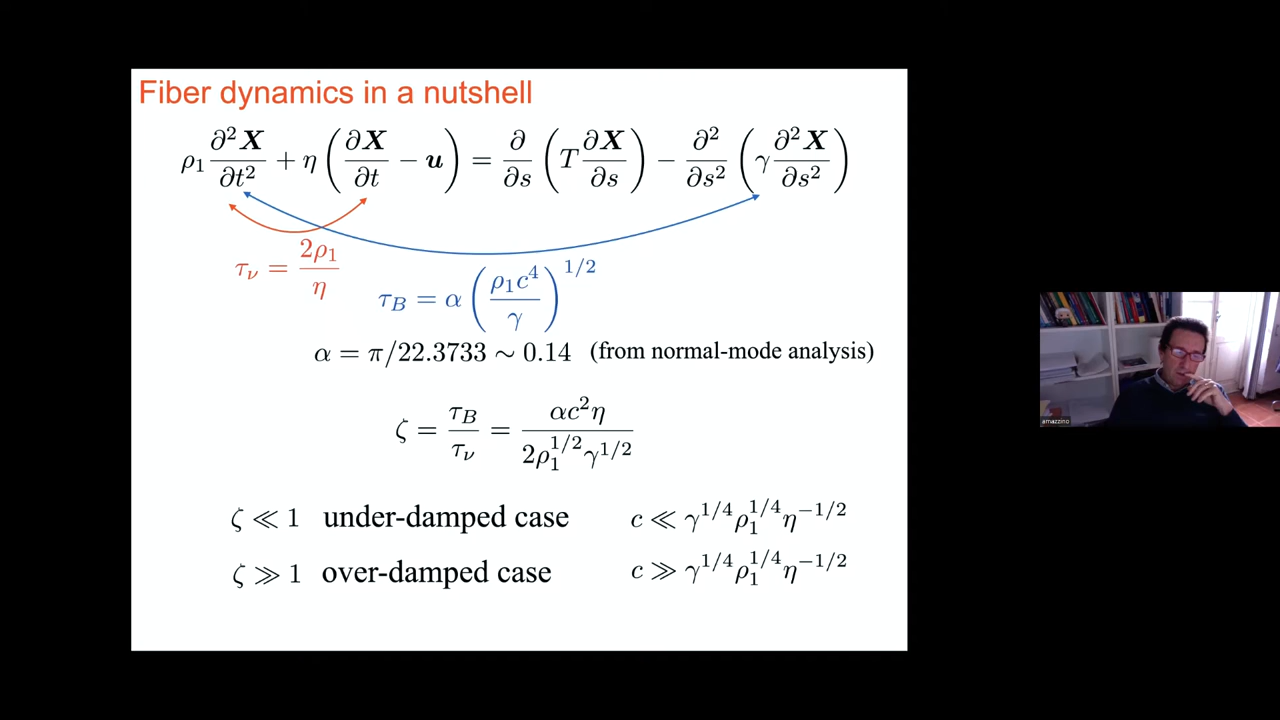 Fiber dynamics in a nutshell
ρ₁ ∂²X/∂t² + η (∂X/∂t − u) = ∂/∂s (T ∂X/∂s) − ∂²/∂s² (γ ∂²X/∂s²)
τ_ν = 2ρ₁/η
τ_B = α (ρ₁c⁴/γ)^{1/2}
α = π/22.3733 ∼ 0.14 (from normal-mode analysis)
ζ = τ_B/τ_ν = αc²η/(2ρ₁^{1/2}γ^{1/2})
ζ ≪ 1 under-damped case c ≪ γ^{1/4}ρ₁^{1/4}η^{−1/2}
ζ ≫ 1 over-damped case c ≫ γ^{1/4}ρ₁^{1/4}η^{−1/2}
amazzino